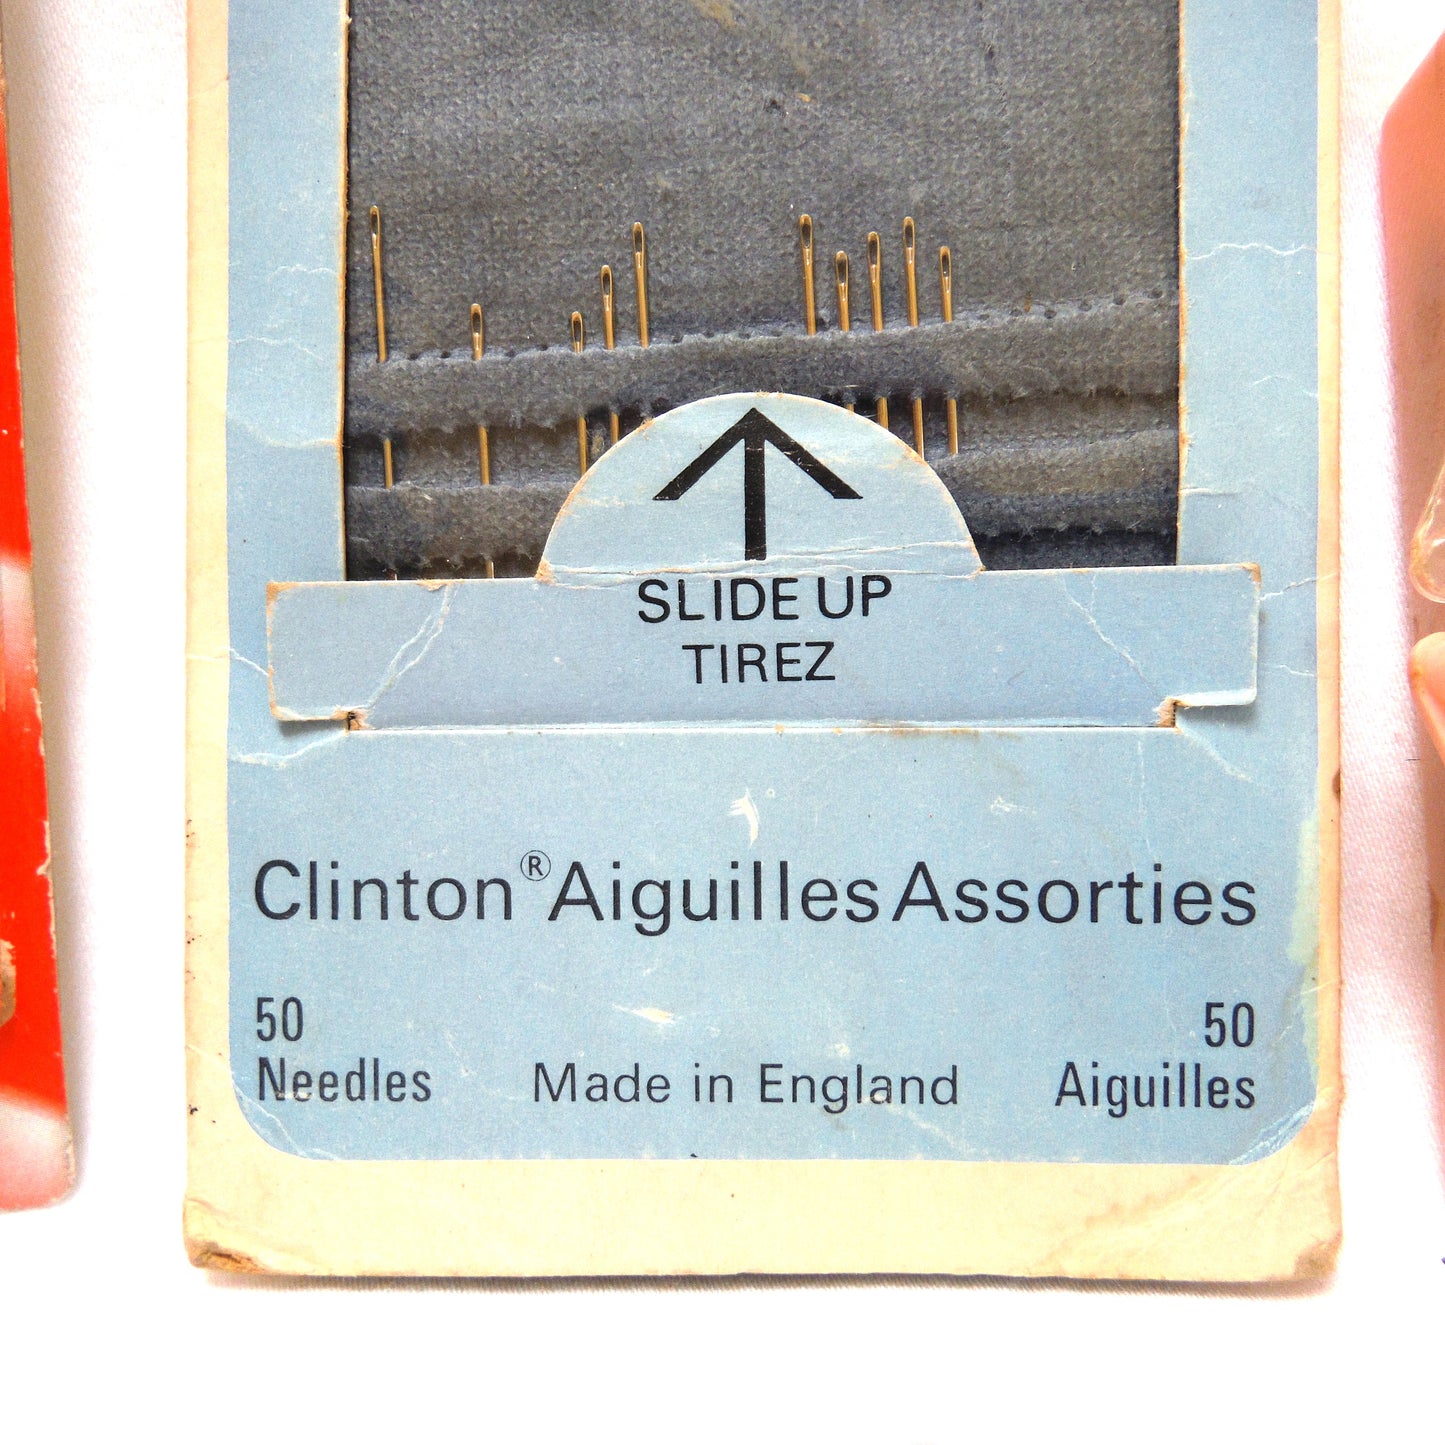 SLIDE UP
TIREZ
Clinton® Aiguilles Assorties
50 50
Needles Made in England Aiguilles